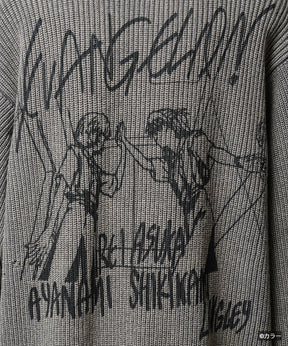 EVANGELION
REI ASUKA
AYANAMI SHIKINAMI
LANGLEY
©カラー